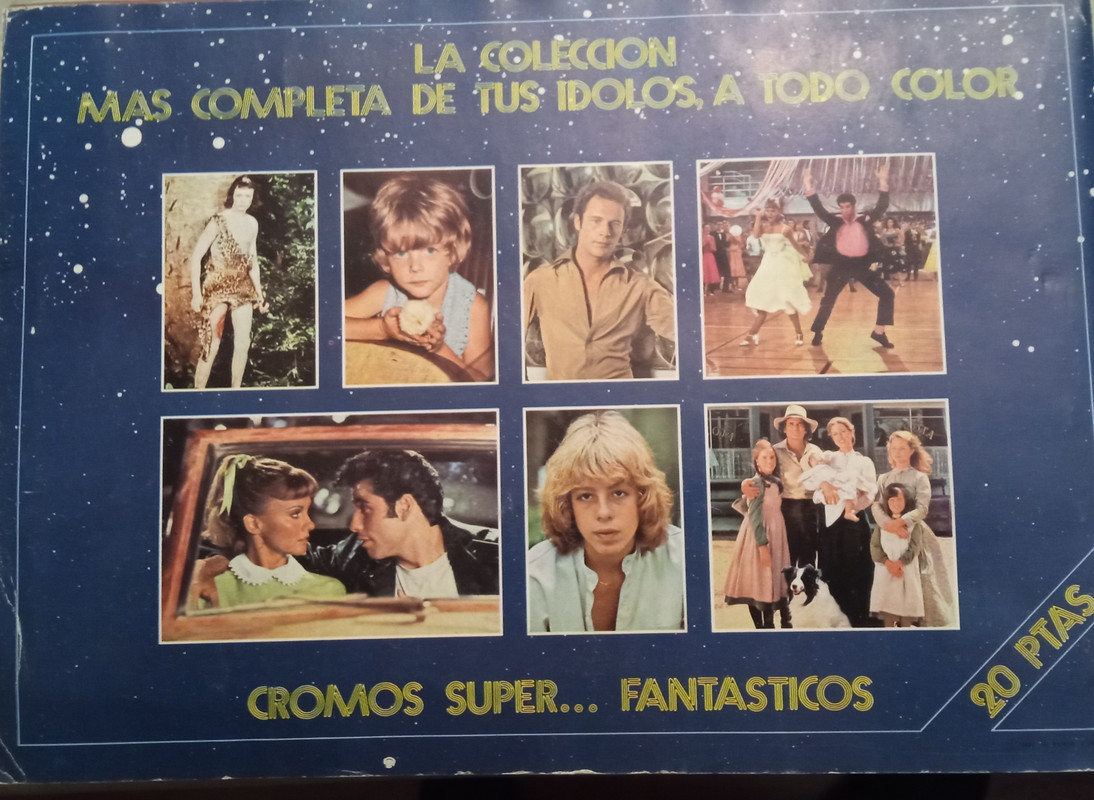 LA COLECCION
MAS COMPLETA DE TUS IDOLOS, A TODO COLOR
CROMOS SUPER... FANTASTICOS
20 PTAS